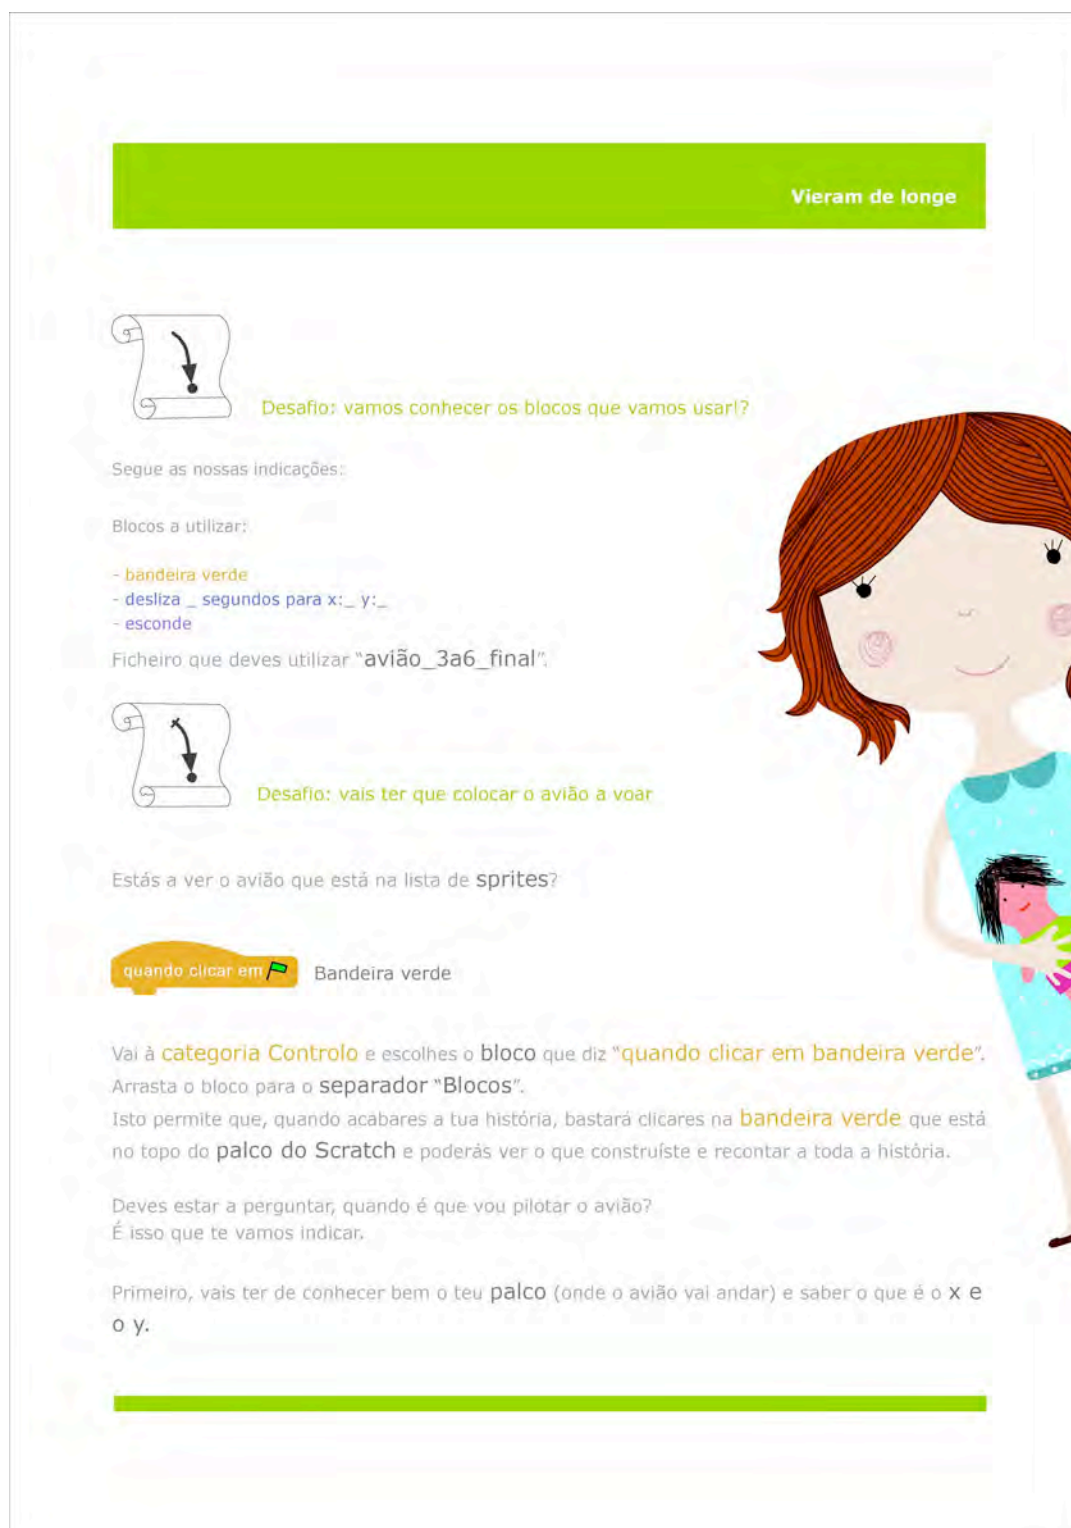 Vieram de longe
Desafio: vamos conhecer os blocos que vamos usar!?
Segue as nossas indicações:
Blocos a utilizar:
- bandeira verde
- desliza _ segundos para x:_ y:_
- esconde
Ficheiro que deves utilizar "avião_3a6_final".
Desafio: vais ter que colocar o avião a voar
Estás a ver o avião que está na lista de sprites?
quando clicar em Bandeira verde
Vai à categoria Controlo e escolhes o bloco que diz "quando clicar em bandeira verde".
Arrasta o bloco para o separador "Blocos".
Isto permite que, quando acabares a tua história, bastará clicares na bandeira verde que está
no topo do palco do Scratch e poderás ver o que construíste e recontar a toda a história.
Deves estar a perguntar, quando é que vou pilotar o avião?
É isso que te vamos indicar.
Primeiro, vais ter de conhecer bem o teu palco (onde o avião vai andar) e saber o que é o x e
o y.